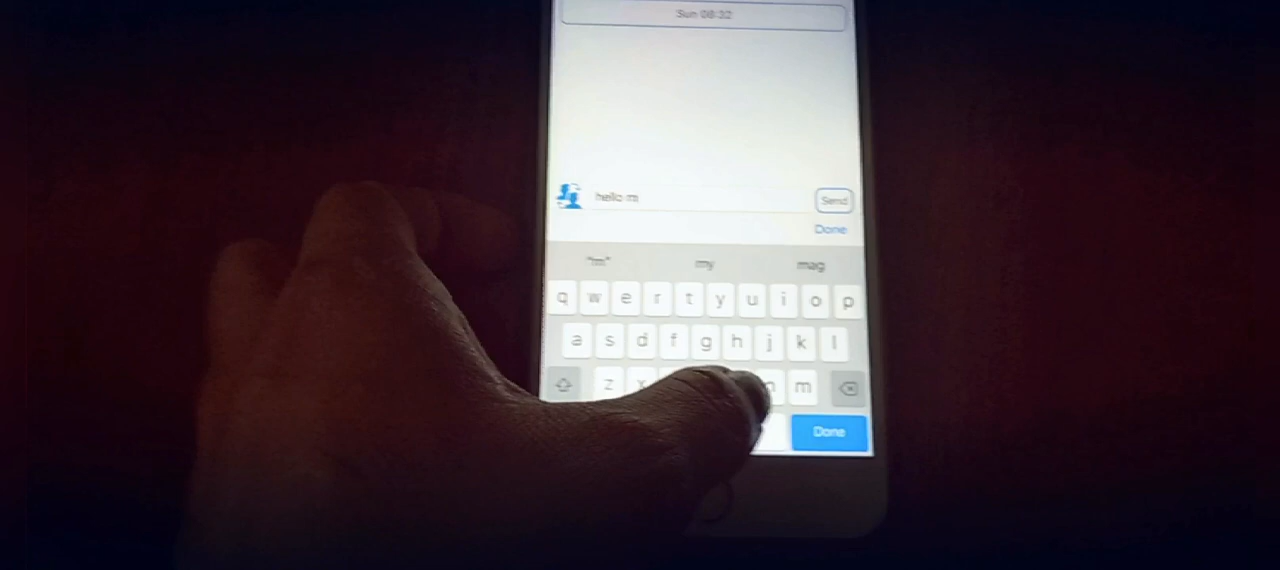 Sun 08:32
hello m
Send
Done
"m" my mag
q w e r t y u i o p
a s d f g h j k l
z x n m
Done